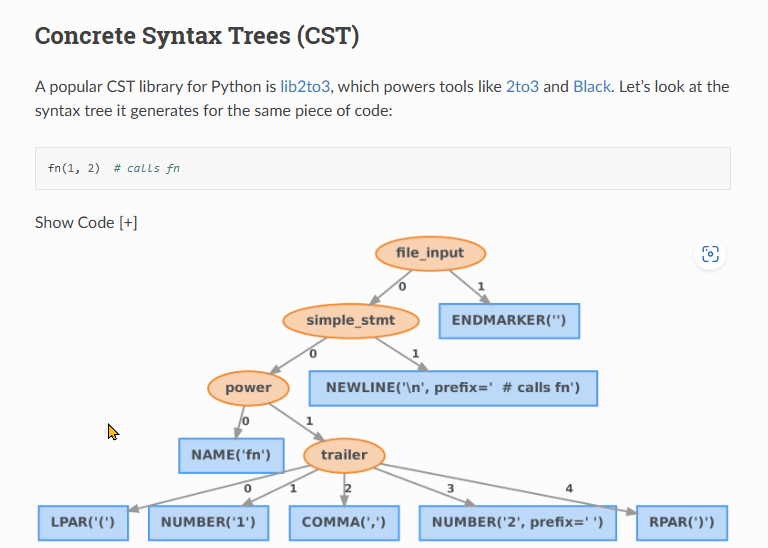 Concrete Syntax Trees (CST)
A popular CST library for Python is lib2to3, which powers tools like 2to3 and Black. Let’s look at the
syntax tree it generates for the same piece of code:
fn(1, 2)  # calls fn
Show Code [+]
file_input
0 1
simple_stmt ENDMARKER('')
0 1
power NEWLINE('\n', prefix='  # calls fn')
0 1
NAME('fn') trailer
0 1 2 3 4
LPAR('(') NUMBER('1') COMMA(',') NUMBER('2', prefix=' ') RPAR(')')